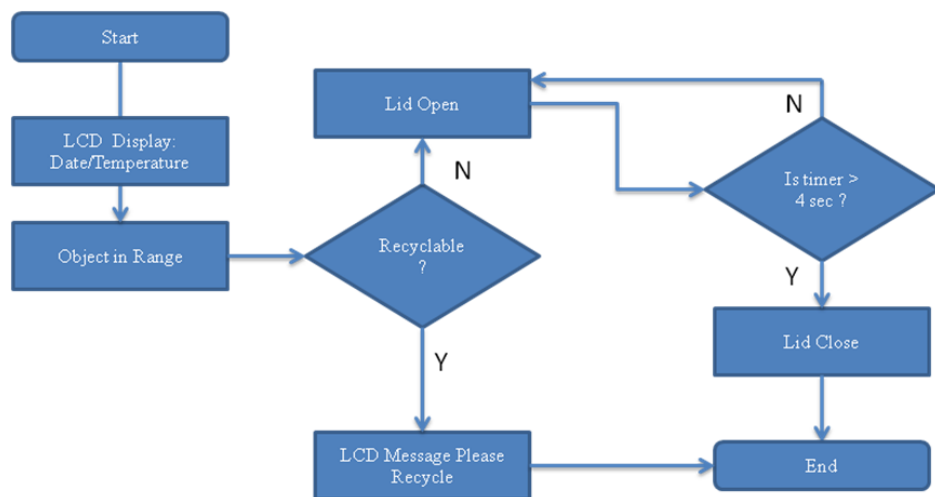 Start
LCD Display:
Date/Temperature
Object in Range
Lid Open
N
Recyclable
?
Y
LCD Message Please
Recycle
N
Is timer >
4 sec ?
Y
Lid Close
End